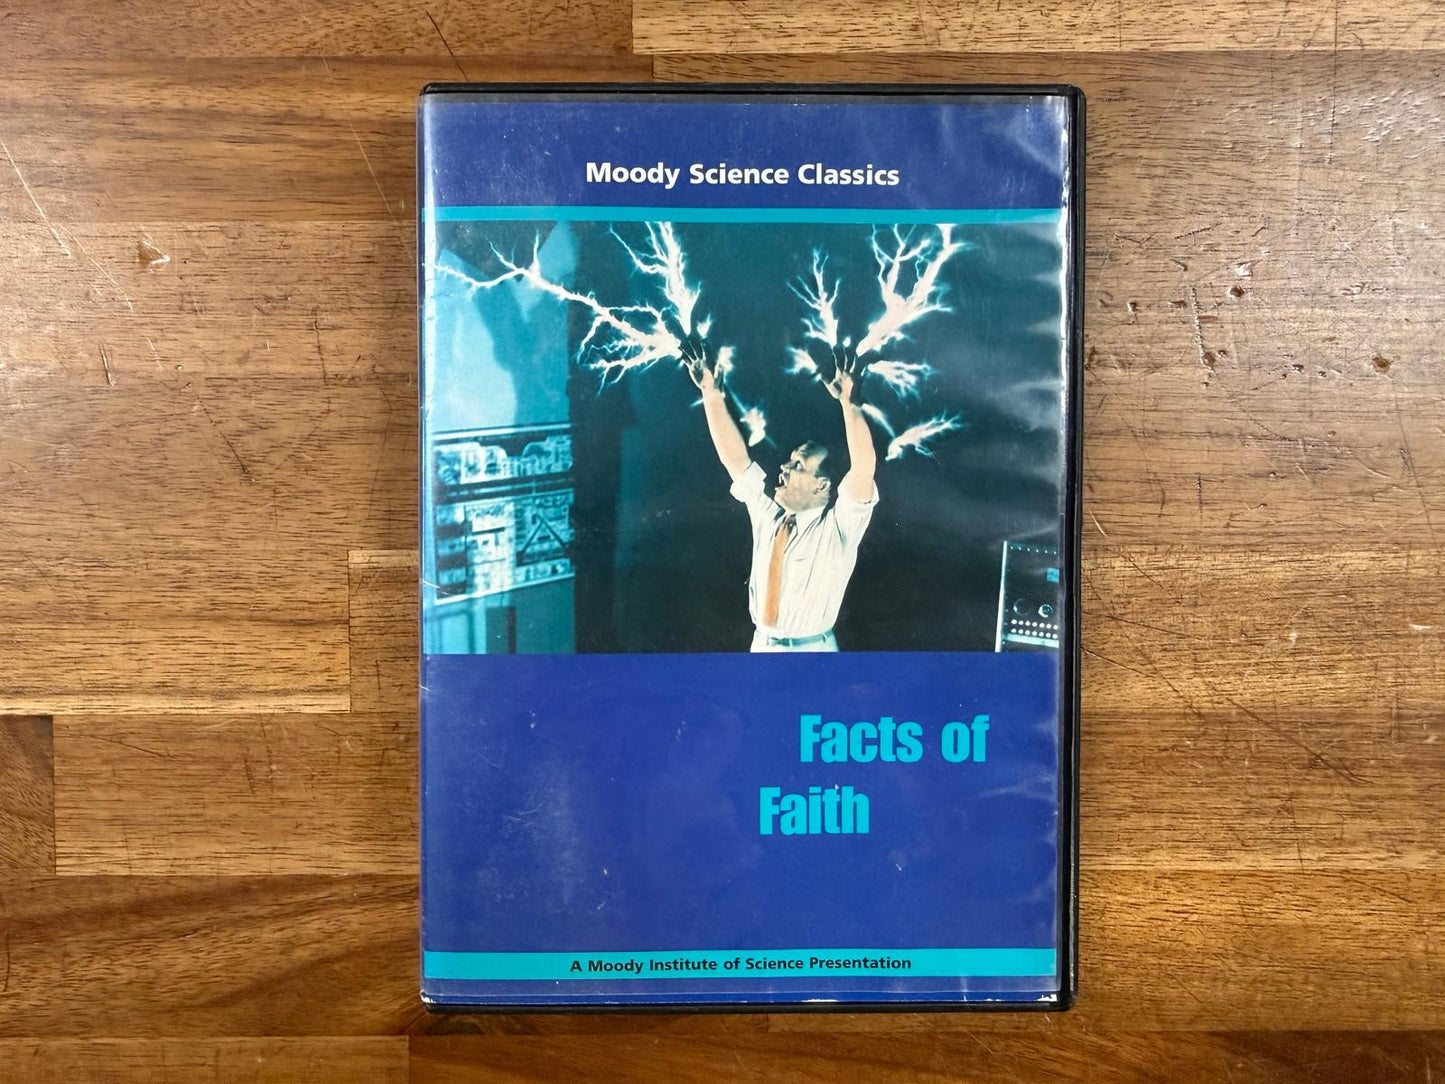 Moody Science Classics
Facts of
Faith
A Moody Institute of Science Presentation